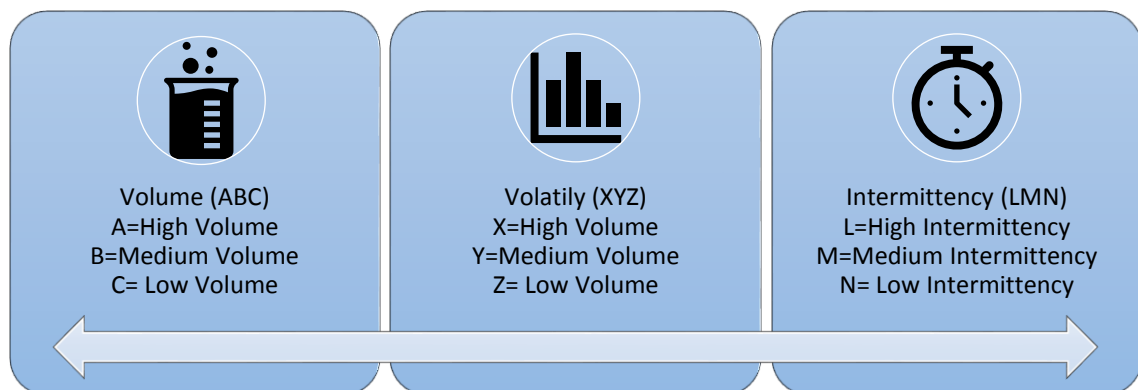 Volume (ABC)
A=High Volume
B=Medium Volume
C= Low Volume
Volatily (XYZ)
X=High Volume
Y=Medium Volume
Z= Low Volume
Intermittency (LMN)
L=High Intermittency
M=Medium Intermittency
N= Low Intermittency